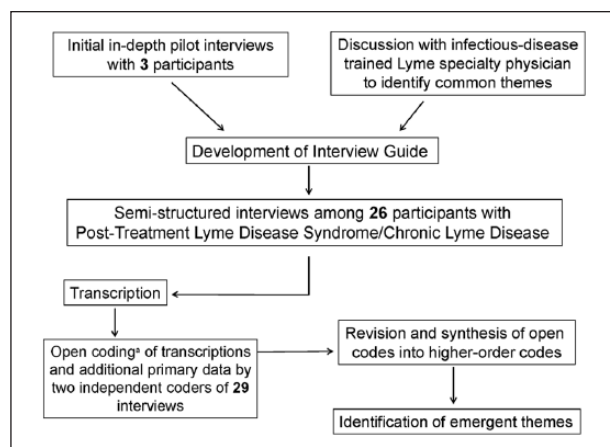 Initial in-depth pilot interviews
with 3 participants
Discussion with infectious-disease
trained Lyme specialty physician
to identify common themes
Development of Interview Guide
Semi-structured interviews among 26 participants with
Post-Treatment Lyme Disease Syndrome/Chronic Lyme Disease
Transcription
Open codingˢ of transcriptions
and additional primary data by
two independent coders of 29
interviews
Revision and synthesis of open
codes into higher-order codes
Identification of emergent themes